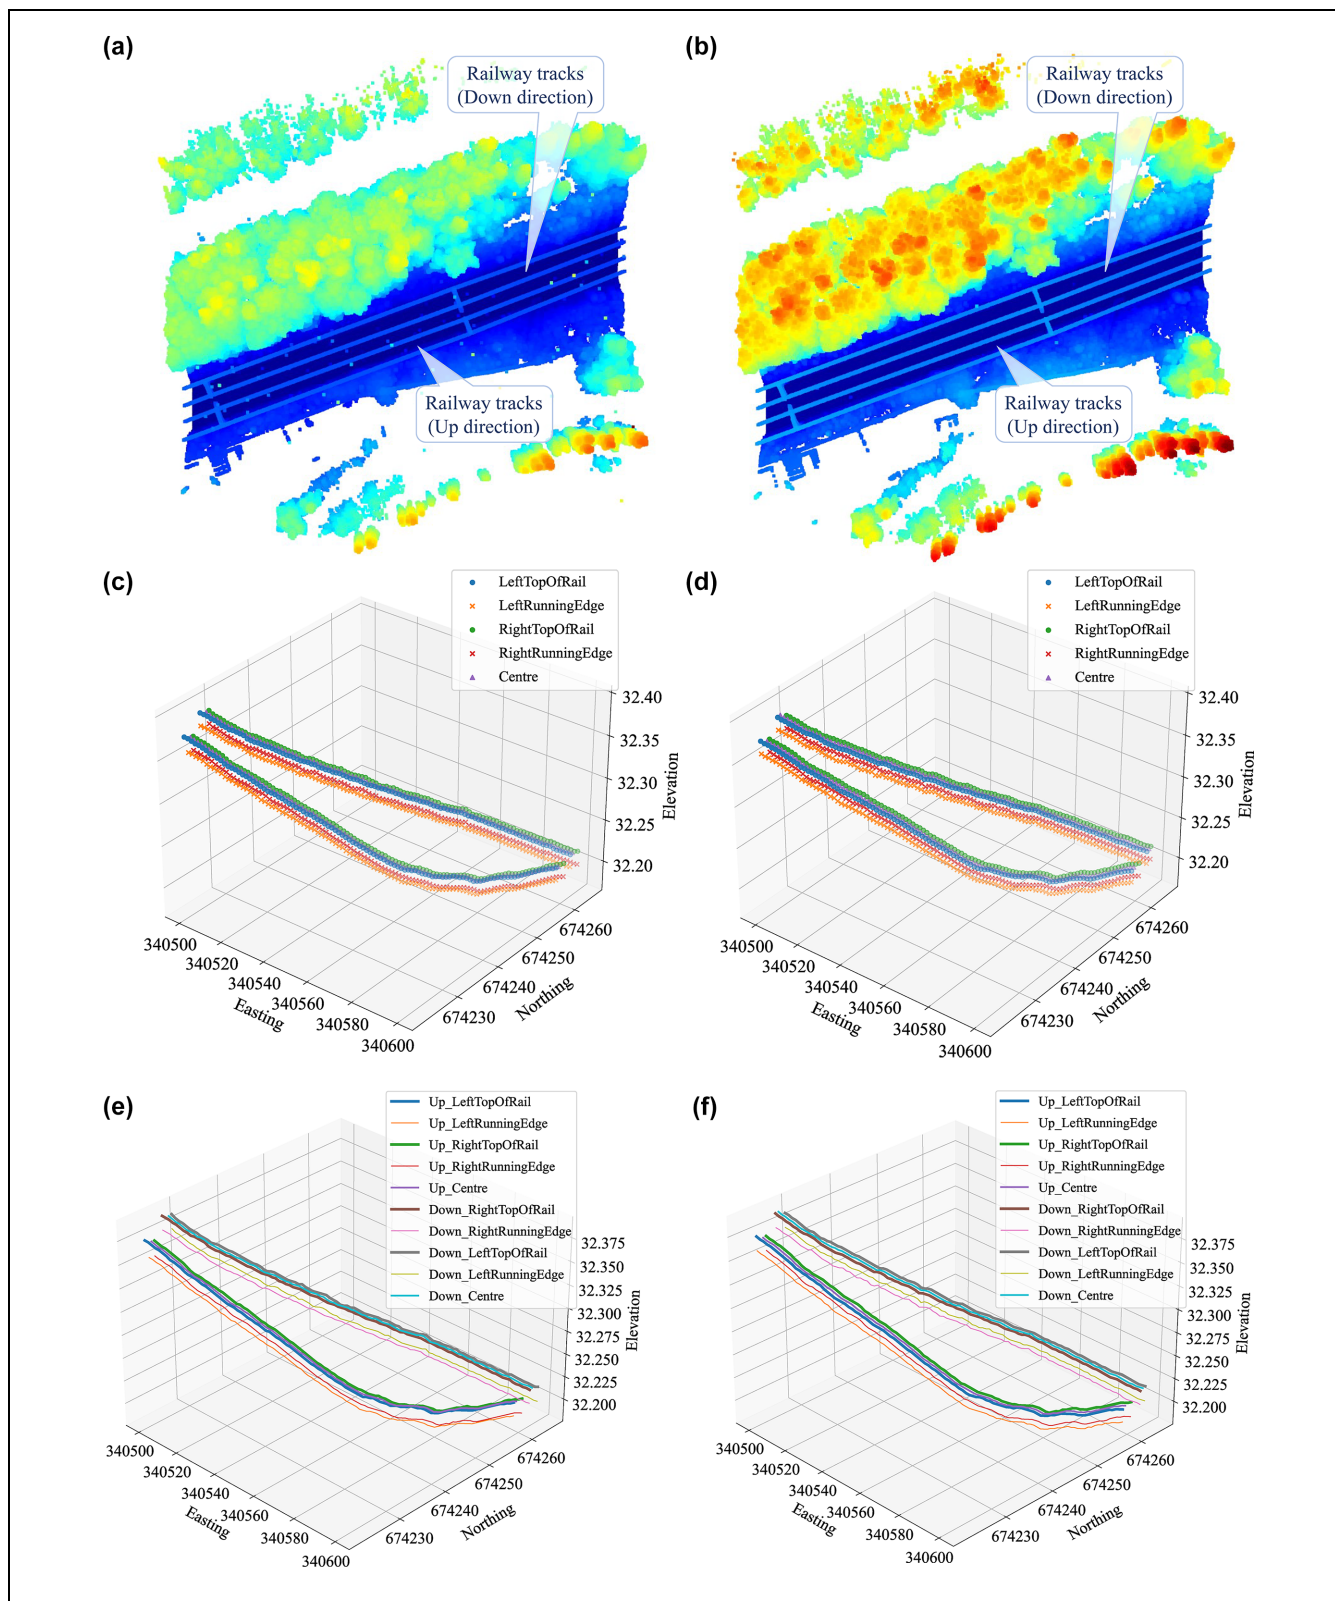 (a)
Railway tracks
(Down direction)
Railway tracks
(Up direction)
(b)
Railway tracks
(Down direction)
Railway tracks
(Up direction)
(c)
LeftTopOfRail
LeftRunningEdge
RightTopOfRail
RightRunningEdge
Centre
32.40
32.35
32.30
32.25
32.20
Elevation
340500
340520
340540
340560
340580
340600
Easting
674230
674240
674250
674260
Northing
(d)
LeftTopOfRail
LeftRunningEdge
RightTopOfRail
RightRunningEdge
Centre
32.40
32.35
32.30
32.25
32.20
Elevation
340500
340520
340540
340560
340580
340600
Easting
674230
674240
674250
674260
Northing
(e)
Up_LeftTopOfRail
Up_LeftRunningEdge
Up_RightTopOfRail
Up_RightRunningEdge
Up_Centre
Down_RightTopOfRail
Down_RightRunningEdge
Down_LeftTopOfRail
Down_LeftRunningEdge
Down_Centre
32.375
32.350
32.325
32.300
32.275
32.250
32.225
32.200
Elevation
340500
340520
340540
340560
340580
340600
Easting
674230
674240
674250
674260
Northing
(f)
Up_LeftTopOfRail
Up_LeftRunningEdge
Up_RightTopOfRail
Up_RightRunningEdge
Up_Centre
Down_RightTopOfRail
Down_RightRunningEdge
Down_LeftTopOfRail
Down_LeftRunningEdge
Down_Centre
32.375
32.350
32.325
32.300
32.275
32.250
32.225
32.200
Elevation
340500
340520
340540
340560
340580
340600
Easting
674230
674240
674250
674260
Northing